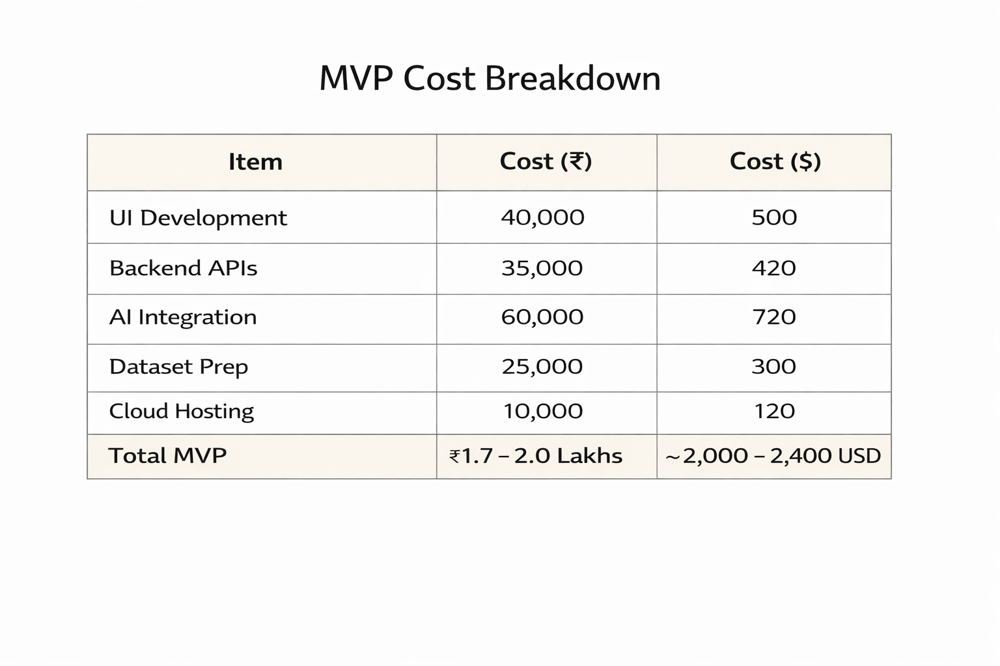 MVP Cost Breakdown
Item Cost (₹) Cost ($)
UI Development 40,000 500
Backend APIs 35,000 420
AI Integration 60,000 720
Dataset Prep 25,000 300
Cloud Hosting 10,000 120
Total MVP ₹1.7 – 2.0 Lakhs ~2,000 – 2,400 USD